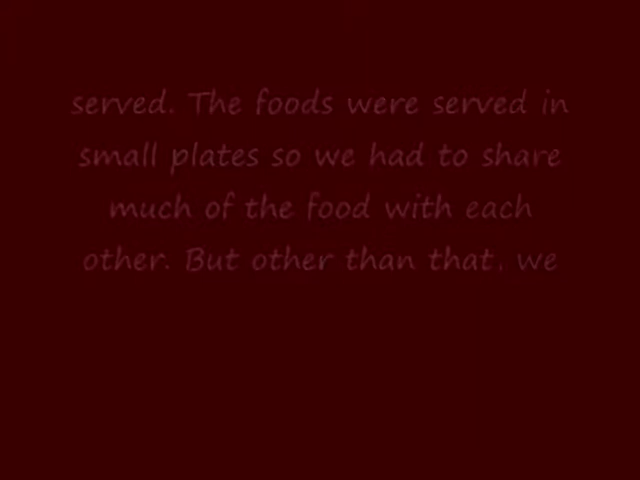 served. The foods were served in
small plates so we had to share
much of the food with each
other. But other than that, we